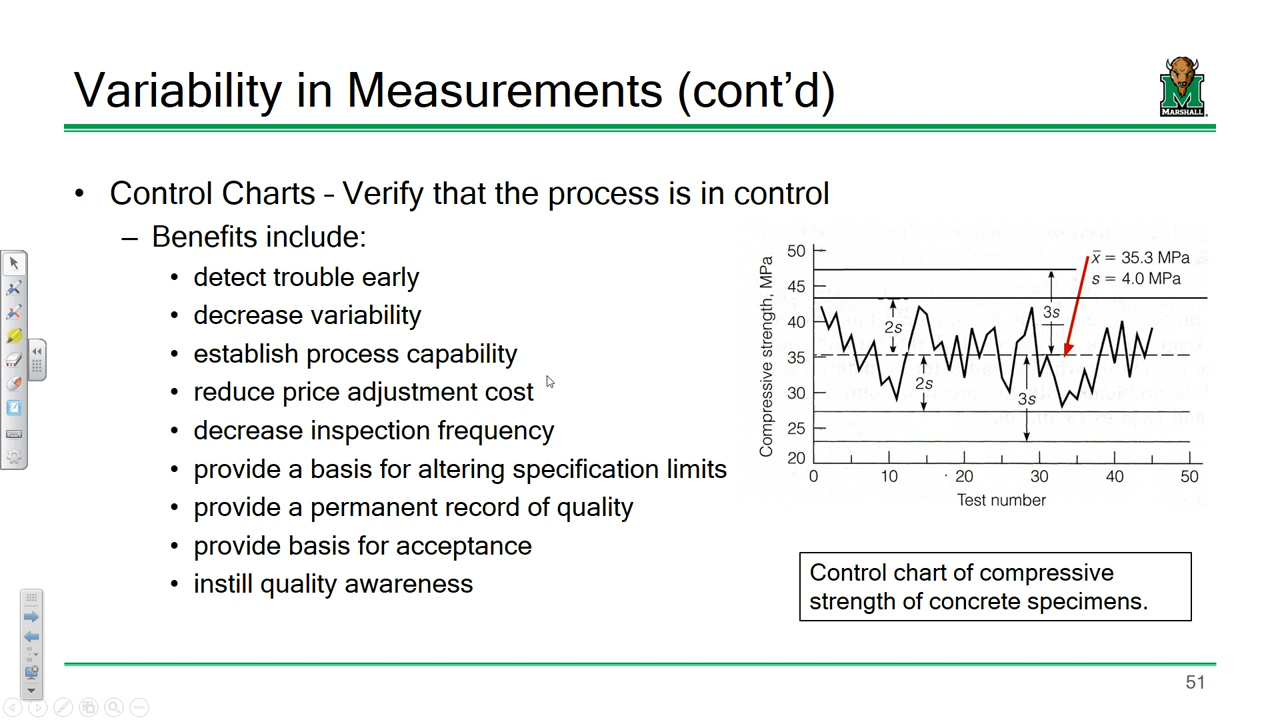 Variability in Measurements (cont’d)
MARSHALL
• Control Charts – Verify that the process is in control
– Benefits include:
• detect trouble early
• decrease variability
• establish process capability
• reduce price adjustment cost
• decrease inspection frequency
• provide a basis for altering specification limits
• provide a permanent record of quality
• provide basis for acceptance
• instill quality awareness
x̄ = 35.3 MPa
s = 4.0 MPa
Compressive strength, MPa
50
45
40
35
30
25
20
2s
3s
2s
3s
0 10 20 30 40 50
Test number
Control chart of compressive
strength of concrete specimens.
51